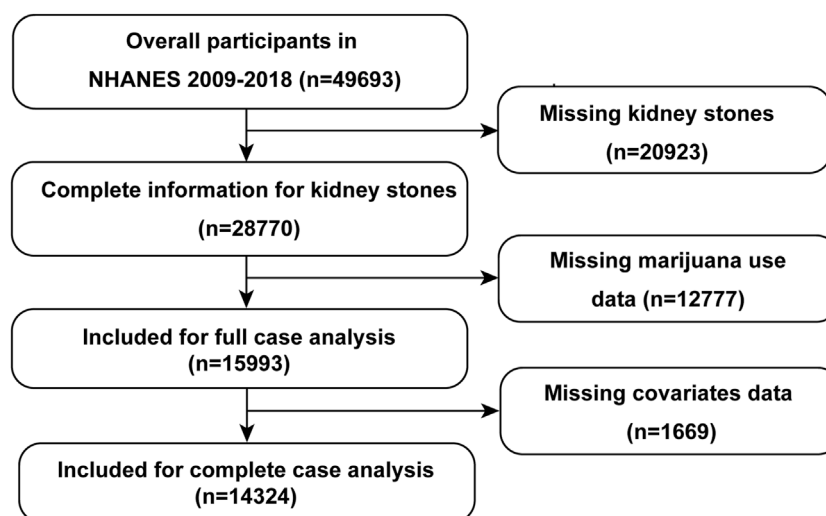 Overall participants in
NHANES 2009-2018 (n=49693)
Missing kidney stones
(n=20923)
Complete information for kidney stones
(n=28770)
Missing marijuana use
data (n=12777)
Included for full case analysis
(n=15993)
Missing covariates data
(n=1669)
Included for complete case analysis
(n=14324)